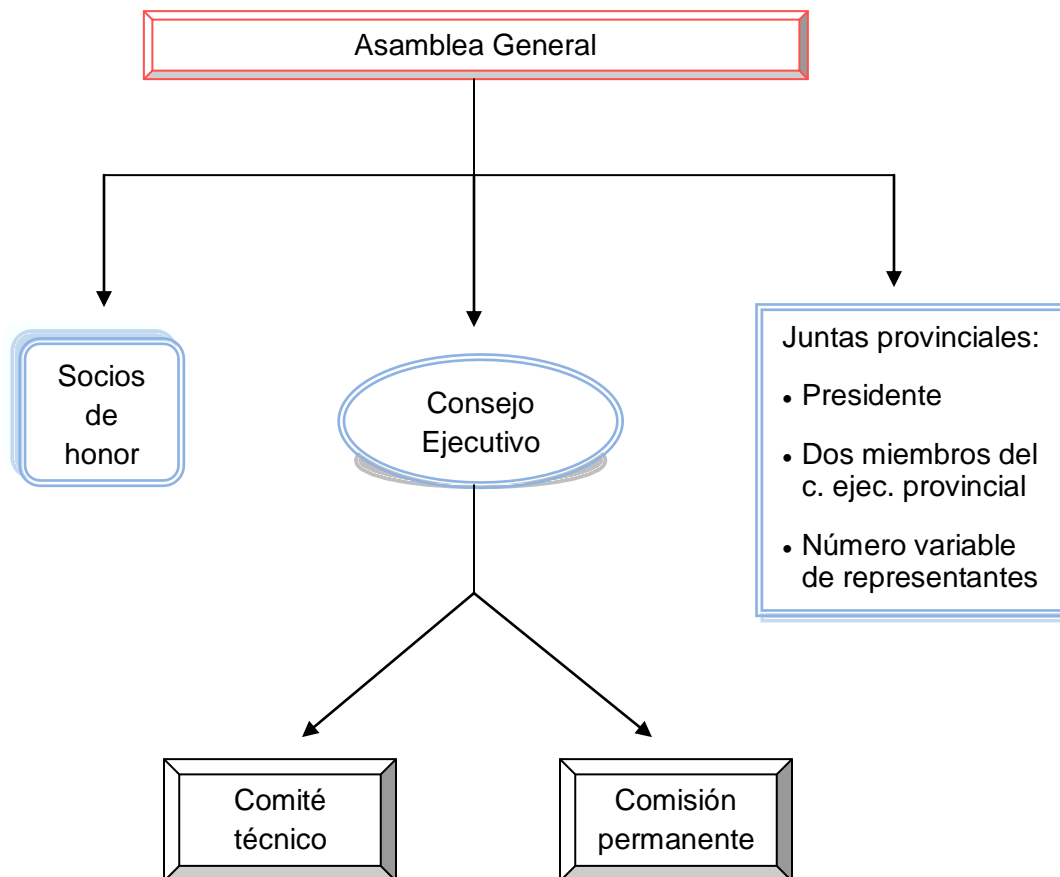 Asamblea General
Socios
de
honor
Consejo
Ejecutivo
Juntas provinciales:
• Presidente
• Dos miembros del
c. ejec. provincial
• Número variable
de representantes
Comité
técnico
Comisión
permanente